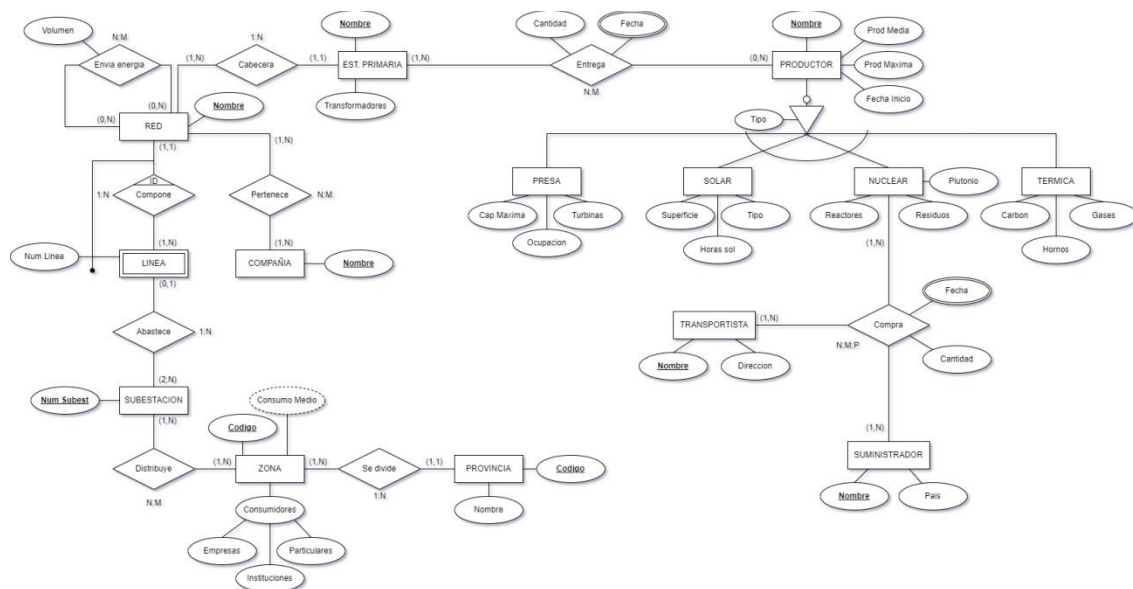 Volumen
N:M
Envia energia
(0,N)
(0,N)
RED
Nombre
(1,N)
1:N
Cabecera
(1,1)
Nombre
EST. PRIMARIA
Transformadores
(1,N)
Cantidad
Fecha
Entrega
N:M
(0,N)
Nombre
PRODUCTOR
Prod Media
Prod Maxima
Fecha Inicio
Tipo
(1,1)
ID
1:N
Compone
(1,N)
Num Linea
LINEA
(0,1)
(1,N)
Pertenece
N:M
(1,N)
COMPAÑIA
Nombre
PRESA
Cap Maxima
Turbinas
Ocupacion
SOLAR
Superficie
Tipo
Horas sol
NUCLEAR
Plutonio
Reactores
Residuos
TERMICA
Carbon
Gases
Hornos
(1,N)
Fecha
TRANSPORTISTA
(1,N)
Compra
N:M:P
Nombre
Direccion
Cantidad
(1,N)
SUMINISTRADOR
Nombre
Pais
Abastece
1:N
(2,N)
Num Subest
SUBESTACION
(1,N)
Distribuye
N:M
(1,N)
Consumo Medio
Codigo
ZONA
(1,N)
Se divide
1:N
(1,1)
PROVINCIA
Codigo
Nombre
Consumidores
Empresas
Particulares
Instituciones